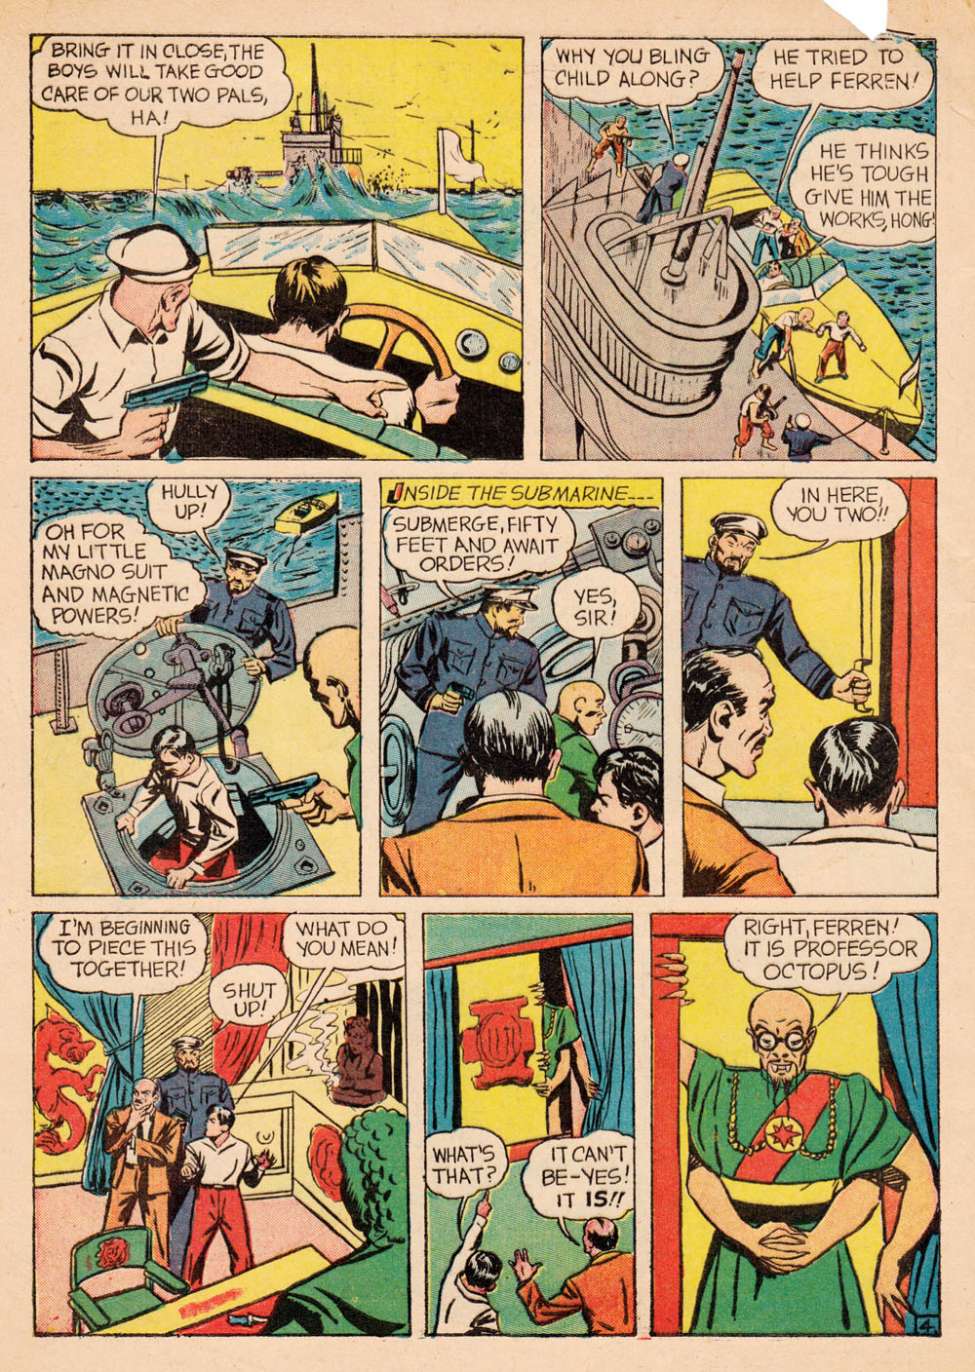 BRING IT IN CLOSE, THE
BOYS WILL TAKE GOOD
CARE OF OUR TWO PALS,
HA!
WHY YOU BLING
CHILD ALONG?
HE TRIED TO
HELP FERREN!
HE THINKS
HE'S TOUGH
GIVE HIM THE
WORKS, HONG!
HULLY
UP!
OH FOR
MY LITTLE
MAGNO SUIT
AND MAGNETIC
POWERS!
INSIDE THE SUBMARINE---
SUBMERGE, FIFTY
FEET AND AWAIT
ORDERS!
YES,
SIR!
IN HERE,
YOU TWO!!
I'M BEGINNING
TO PIECE THIS
TOGETHER!
WHAT DO
YOU MEAN!
SHUT
UP!
WHAT'S
THAT?
IT CAN'T
BE-YES!
IT IS!!
RIGHT, FERREN!
IT IS PROFESSOR
OCTOPUS!
4